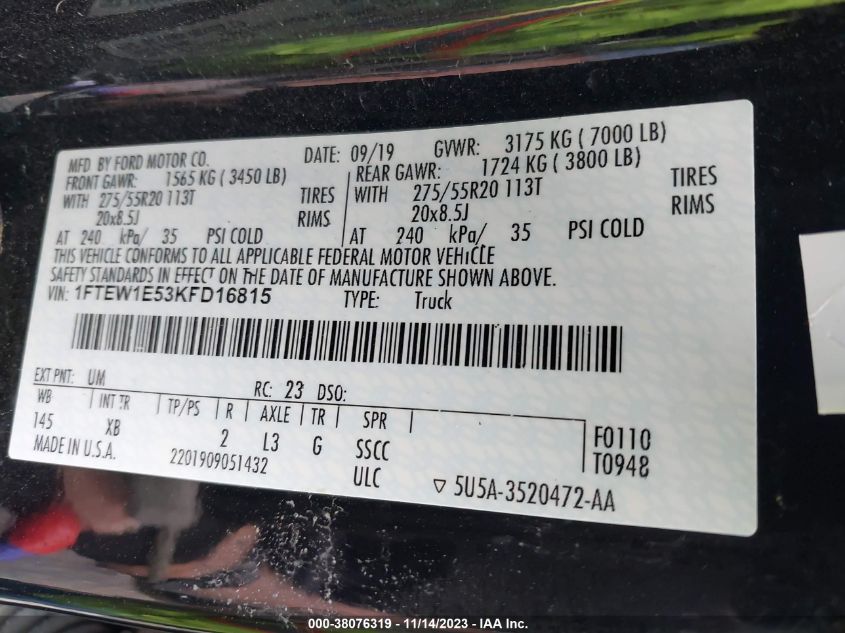 MFD BY FORD MOTOR CO. DATE: 09/19 GVWR: 3175 KG ( 7000 LB)
FRONT GAWR: 1565 KG ( 3450 LB) REAR GAWR: 1724 KG ( 3800 LB)
WITH 275/55R20 113T TIRES WITH 275/55R20 113T TIRES
20x8.5J RIMS 20x8.5J RIMS
AT 240 kPa/ 35 PSI COLD AT 240 kPa/ 35 PSI COLD
THIS VEHICLE CONFORMS TO ALL APPLICABLE FEDERAL MOTOR VEHICLE
SAFETY STANDARDS IN EFFECT ON THE DATE OF MANUFACTURE SHOWN ABOVE.
VIN: 1FTEW1E53KFD16815 TYPE: Truck
EXT PNT: UM RC: 23 DSO:
WB INT TR TP/PS R AXLE TR SPR
145 XB 2 L3 G SSCC F0110
MADE IN U.S.A. 2201909051432 ULC T0948
5U5A-3520472-AA
000-38076319 - 11/14/2023 - IAA Inc.